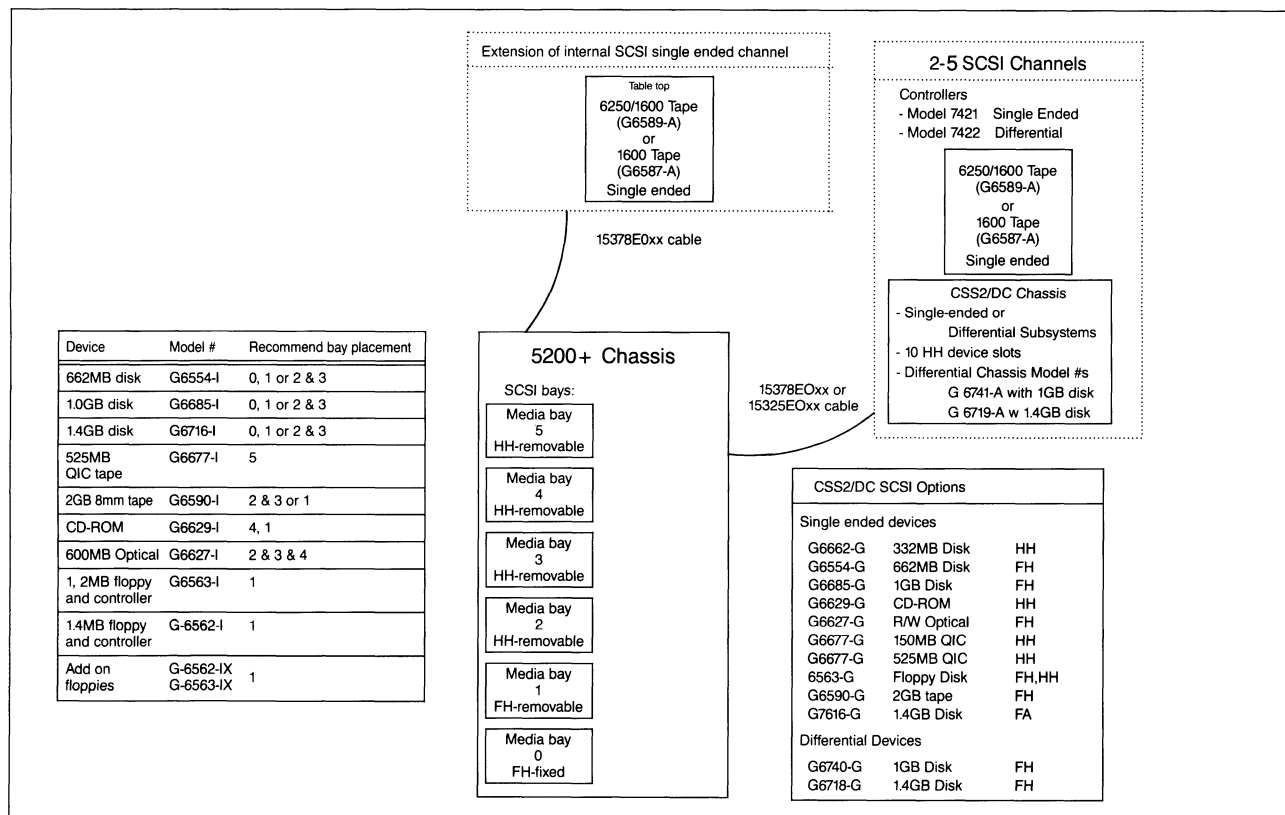 Extension of internal SCSI single ended channel
Table top
6250/1600 Tape
(G6589-A)
or
1600 Tape
(G6587-A)
Single ended
15378E0xx cable
2-5 SCSI Channels
Controllers
- Model 7421 Single Ended
- Model 7422 Differential
6250/1600 Tape
(G6589-A)
or
1600 Tape
(G6587-A)
Single ended
CSS2/DC Chassis
- Single-ended or
Differential Subsystems
- 10 HH device slots
- Differential Chassis Model #s
G 6741-A with 1GB disk
G 6719-A w 1.4GB disk
15378EOxx or
15325EOxx cable
Device Model # Recommend bay placement
662MB disk G6554-I 0, 1 or 2 & 3
1.0GB disk G6685-I 0, 1 or 2 & 3
1.4GB disk G6716-I 0, 1 or 2 & 3
525MB G6677-I 5
QIC tape
2GB 8mm tape G6590-I 2 & 3 or 1
CD-ROM G6629-I 4, 1
600MB Optical G6627-I 2 & 3 & 4
1, 2MB floppy G6563-I 1
and controller
1.4MB floppy G-6562-I 1
and controller
Add on G-6562-IX 1
floppies G-6563-IX
5200+ Chassis
SCSI bays:
Media bay
5
HH-removable
Media bay
4
HH-removable
Media bay
3
HH-removable
Media bay
2
HH-removable
Media bay
1
FH-removable
Media bay
0
FH-fixed
CSS2/DC SCSI Options
Single ended devices
G6662-G 332MB Disk HH
G6554-G 662MB Disk FH
G6685-G 1GB Disk FH
G6629-G CD-ROM HH
G6627-G R/W Optical FH
G6677-G 150MB QIC HH
G6677-G 525MB QIC HH
6563-G Floppy Disk FH,HH
G6590-G 2GB tape FH
G7616-G 1.4GB Disk FA
Differential Devices
G6740-G 1GB Disk FH
G6718-G 1.4GB Disk FH